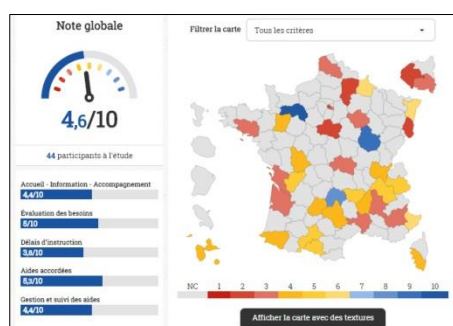 Note globale
4,6/10
44 participants à l'étude
Accueil - Information - Accompagnement
4,4/10
Évaluation des besoins
5/10
Délais d'instruction
3,6/10
Aides accordées
5,3/10
Gestion et suivi des aides
4,4/10
Filtrer la carte
Tous les critères
NC 1 2 3 4 5 6 7 8 9 10
Afficher la carte avec des textures